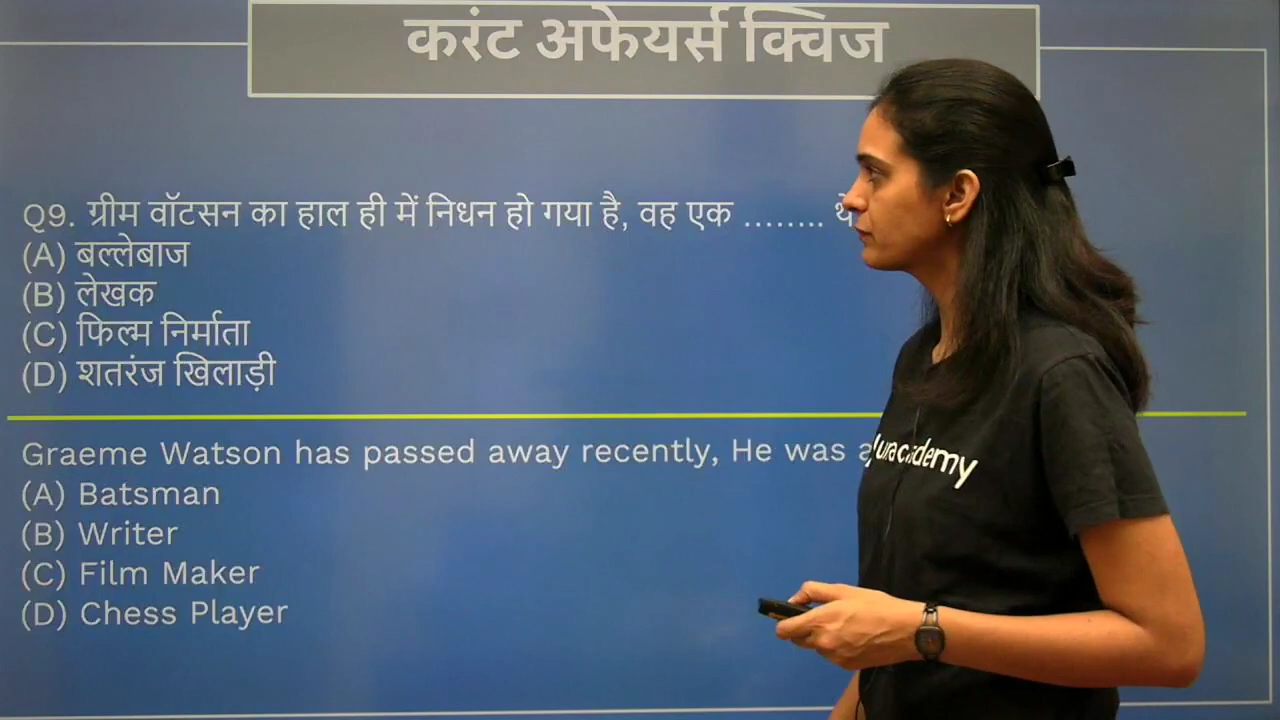 करंट अफेयर्स क्विज
Q9. ग्रीम वॉटसन का हाल ही में निधन हो गया है, वह एक ........ थे
(A) बल्लेबाज
(B) लेखक
(C) फिल्म निर्माता
(D) शतरंज खिलाड़ी
Graeme Watson has passed away recently, He was a
(A) Batsman
(B) Writer
(C) Film Maker
(D) Chess Player